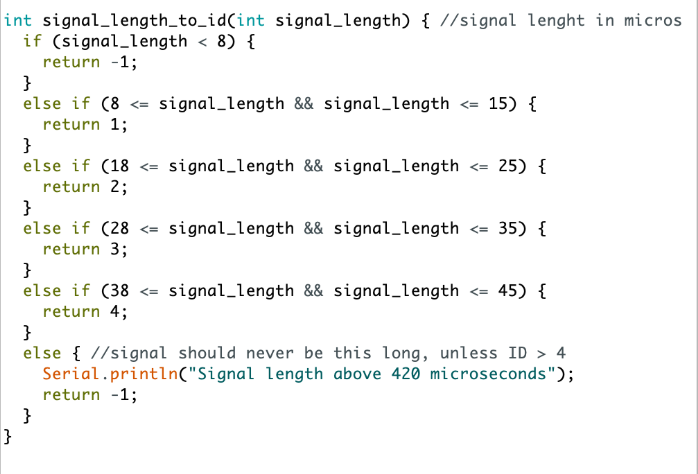 int signal_length_to_id(int signal_length) { //signal lenght in micros
  if (signal_length < 8) {
    return -1;
  }
  else if (8 <= signal_length && signal_length <= 15) {
    return 1;
  }
  else if (18 <= signal_length && signal_length <= 25) {
    return 2;
  }
  else if (28 <= signal_length && signal_length <= 35) {
    return 3;
  }
  else if (38 <= signal_length && signal_length <= 45) {
    return 4;
  }
  else { //signal should never be this long, unless ID > 4
    Serial.println("Signal length above 420 microseconds");
    return -1;
  }
}